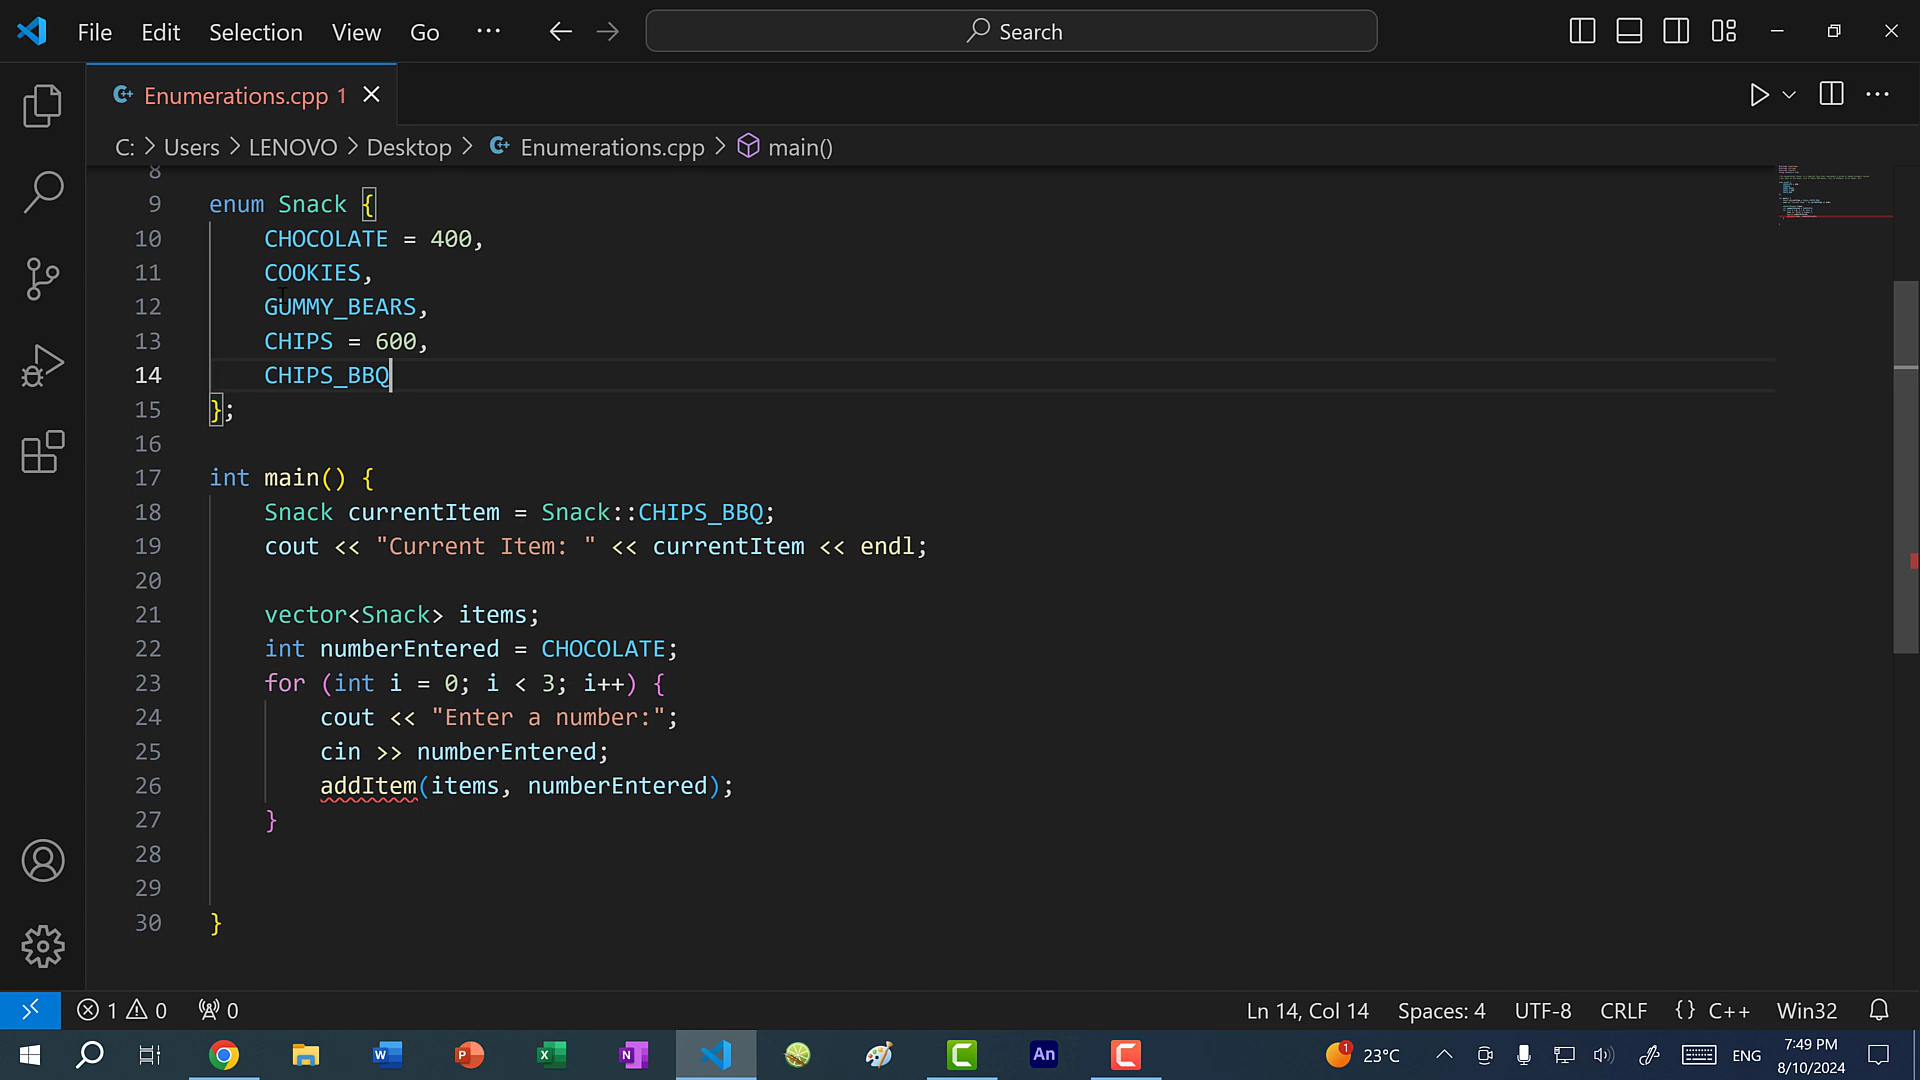 File Edit Selection View Go ··· Search
Enumerations.cpp 1
C: > Users > LENOVO > Desktop > Enumerations.cpp > main()
8
9 enum Snack {
10 CHOCOLATE = 400,
11 COOKIES,
12 GUMMY_BEARS,
13 CHIPS = 600,
14 CHIPS_BBQ
15 };
16
17 int main() {
18 Snack currentItem = Snack::CHIPS_BBQ;
19 cout << "Current Item: " << currentItem << endl;
20
21 vector<Snack> items;
22 int numberEntered = CHOCOLATE;
23 for (int i = 0; i < 3; i++) {
24 cout << "Enter a number:";
25 cin >> numberEntered;
26 addItem(items, numberEntered);
27 }
28
29
30 }
1 0 0 Ln 14, Col 14 Spaces: 4 UTF-8 CRLF {} C++ Win32
W P X N An C 1 23°C ENG 7:49 PM
8/10/2024